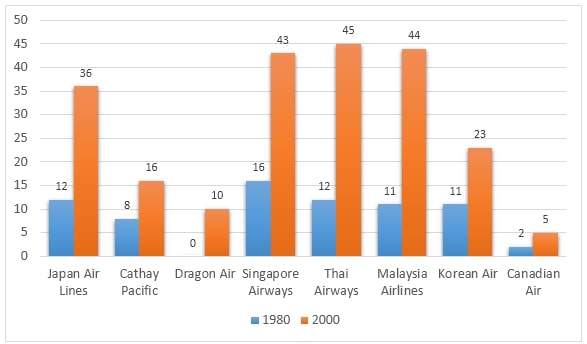 50
45
40
35
30
25
20
15
10
5
0
12 36 8 16 0 10 16 43 12 45 11 44 11 23 2 5
Japan Air Lines
Cathay Pacific
Dragon Air
Singapore Airways
Thai Airways
Malaysia Airlines
Korean Air
Canadian Air
1980 2000